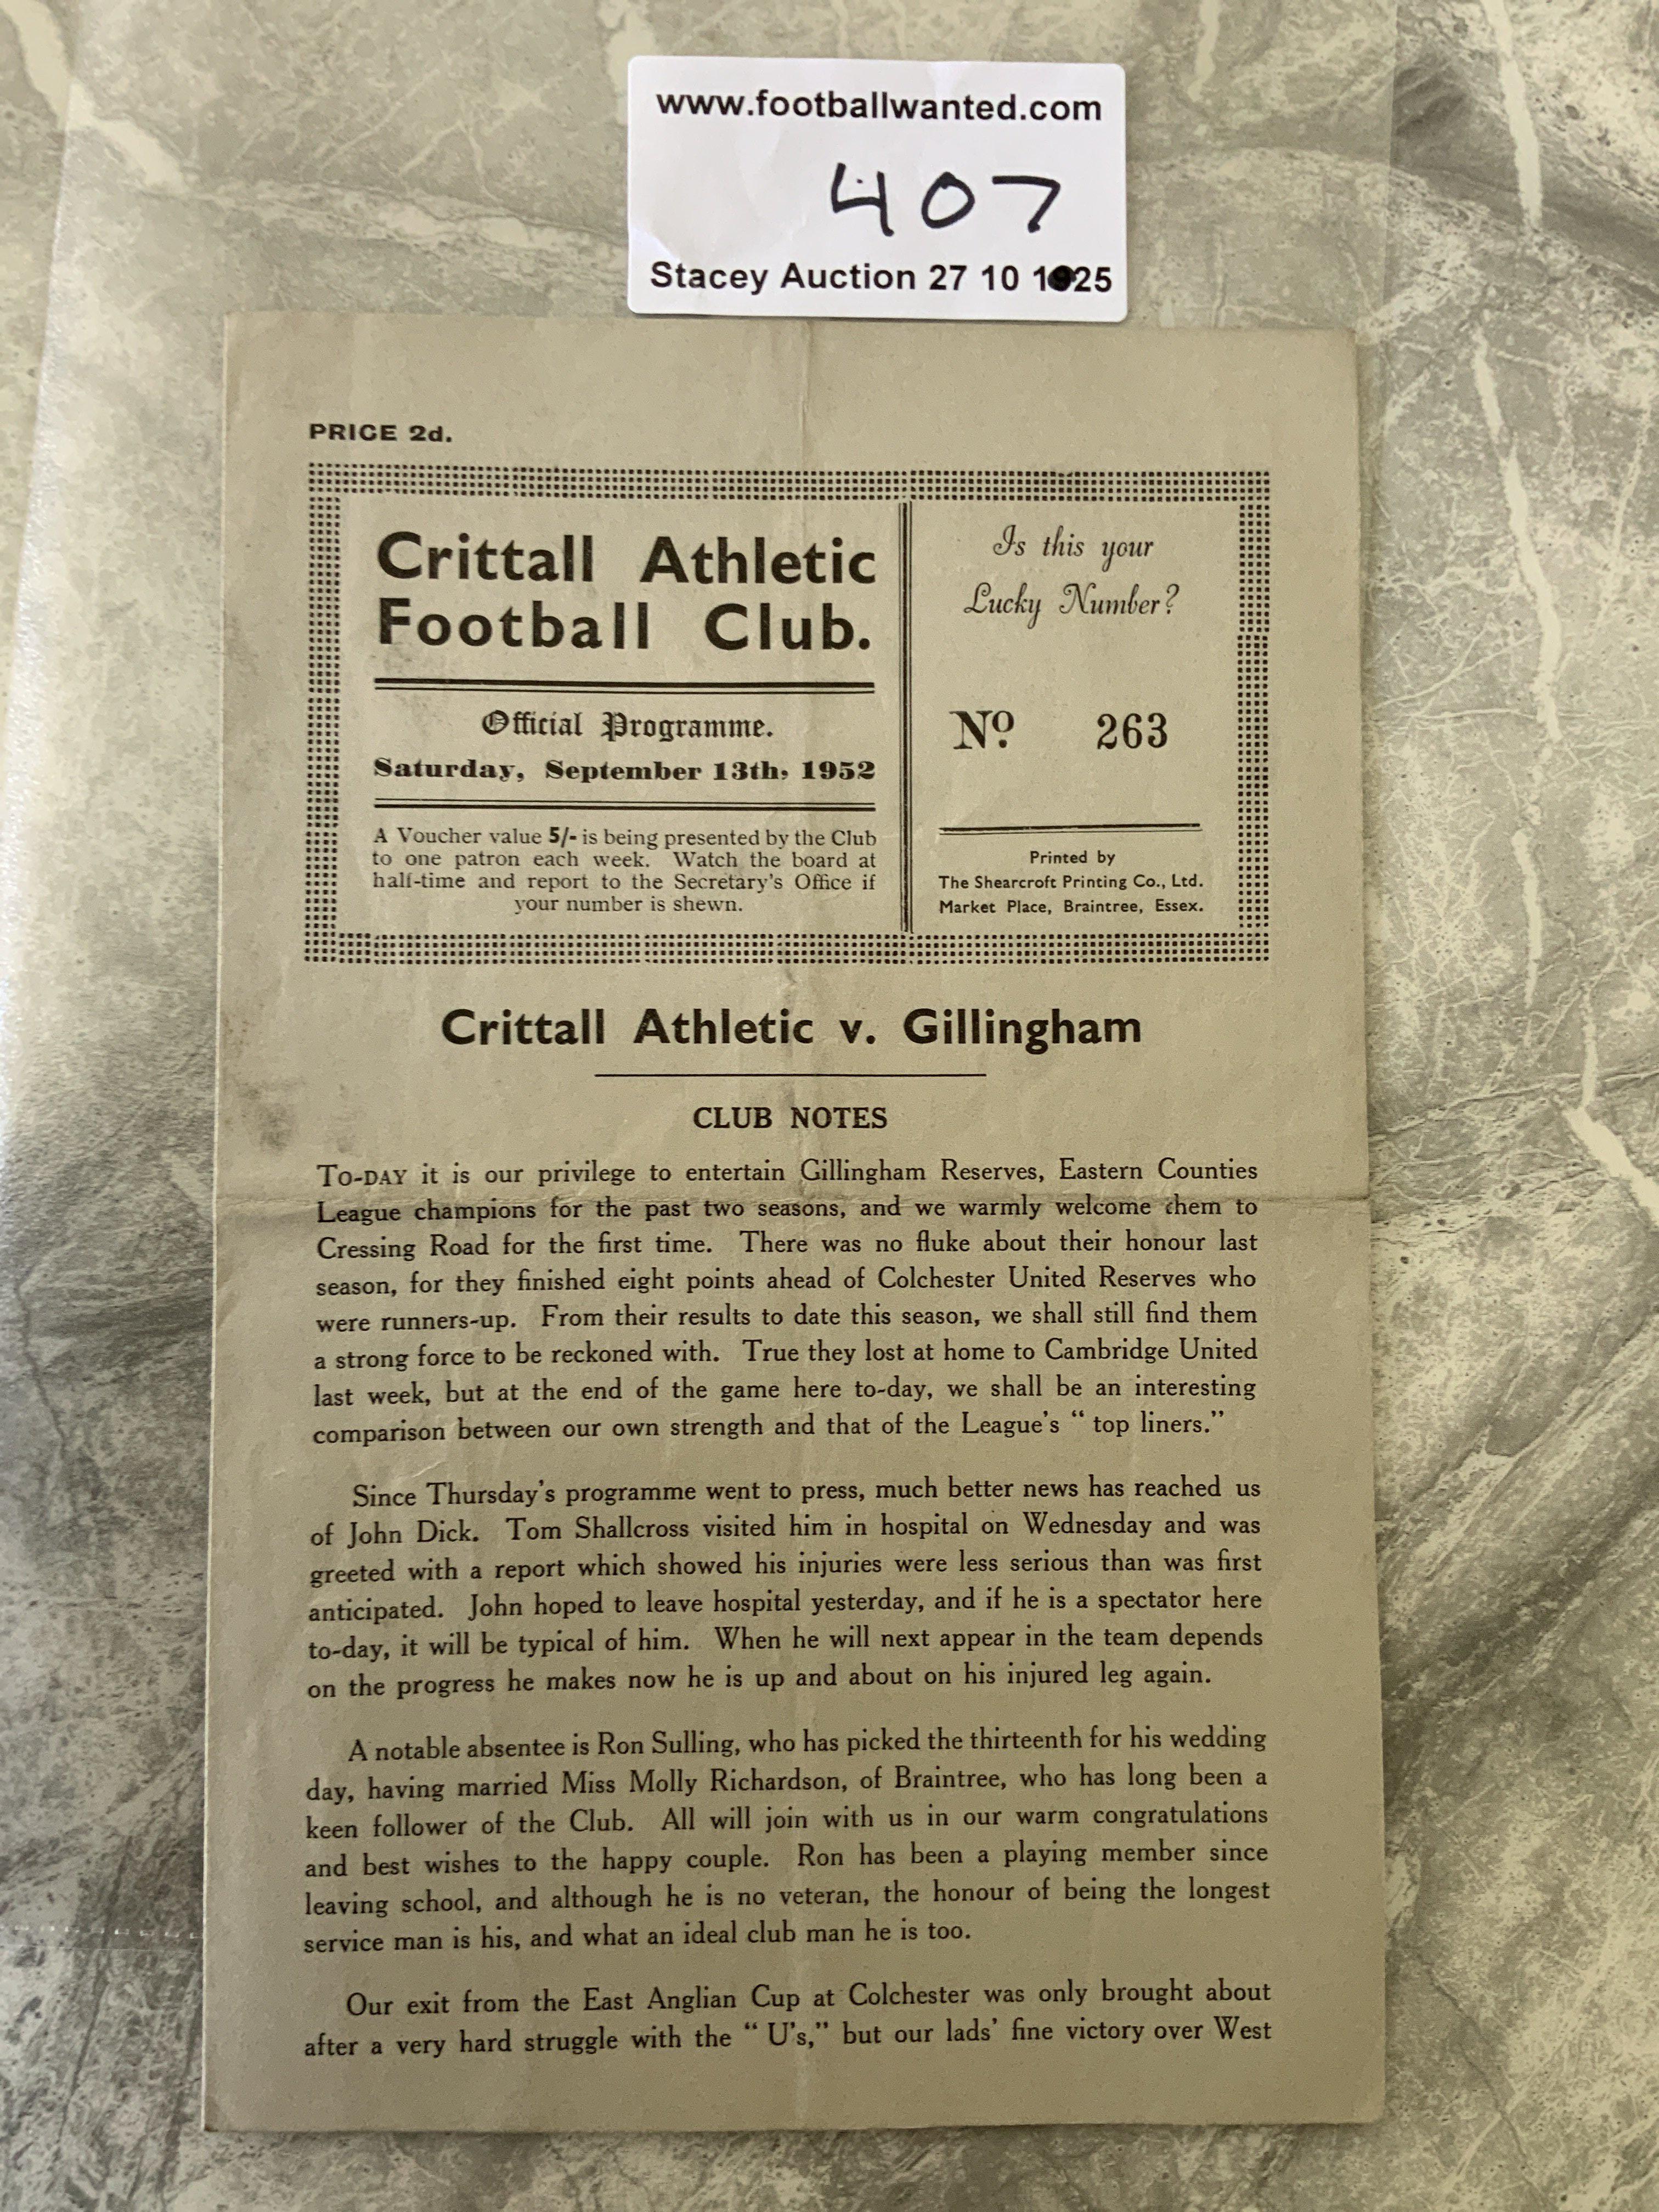 www.footballwanted.com
407
Stacey Auction 27 10 1925
PRICE 2d.
Crittall Athletic
Football Club.
Official Programme.
Saturday, September 13th, 1952
A Voucher value 5/- is being presented by the Club
to one patron each week. Watch the board at
half-time and report to the Secretary's Office if
your number is shewn.
Is this your
Lucky Number?
Nº 263
Printed by
The Shearcroft Printing Co., Ltd.
Market Place, Braintree, Essex.
Crittall Athletic v. Gillingham
CLUB NOTES
TO-DAY it is our privilege to entertain Gillingham Reserves, Eastern Counties
League champions for the past two seasons, and we warmly welcome them to
Cressing Road for the first time. There was no fluke about their honour last
season, for they finished eight points ahead of Colchester United Reserves who
were runners-up. From their results to date this season, we shall still find them
a strong force to be reckoned with. True they lost at home to Cambridge United
last week, but at the end of the game here to-day, we shall be an interesting
comparison between our own strength and that of the League's " top liners."
Since Thursday's programme went to press, much better news has reached us
of John Dick. Tom Shallcross visited him in hospital on Wednesday and was
greeted with a report which showed his injuries were less serious than was first
anticipated. John hoped to leave hospital yesterday, and if he is a spectator here
to-day, it will be typical of him. When he will next appear in the team depends
on the progress he makes now he is up and about on his injured leg again.
A notable absentee is Ron Sulling, who has picked the thirteenth for his wedding
day, having married Miss Molly Richardson, of Braintree, who has long been a
keen follower of the Club. All will join with us in our warm congratulations
and best wishes to the happy couple. Ron has been a playing member since
leaving school, and although he is no veteran, the honour of being the longest
service man is his, and what an ideal club man he is too.
Our exit from the East Anglian Cup at Colchester was only brought about
after a very hard struggle with the " U's," but our lads' fine victory over West